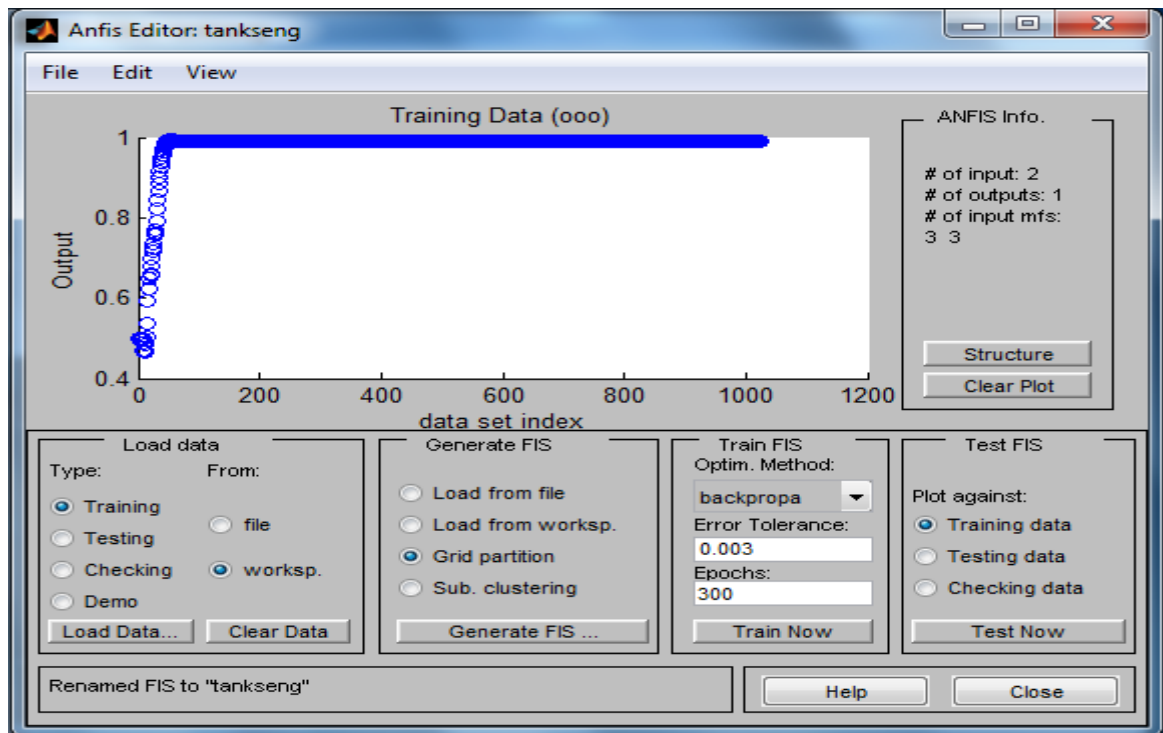 Anfis Editor: tankseng
File Edit View
Training Data (ooo)
1
0.8
0.6
0.4
Output
0 200 400 600 800 1000 1200
data set index
ANFIS Info.
# of input: 2
# of outputs: 1
# of input mfs:
3 3
Structure
Clear Plot
Load data
Type: From:
Training
file
Testing
Checking
worksp.
Demo
Load Data... Clear Data
Generate FIS
Load from file
Load from worksp.
Grid partition
Sub. clustering
Generate FIS ...
Train FIS
Optim. Method:
backpropa
Error Tolerance:
0.003
Epochs:
300
Train Now
Test FIS
Plot against:
Training data
Testing data
Checking data
Test Now
Renamed FIS to "tankseng"
Help Close